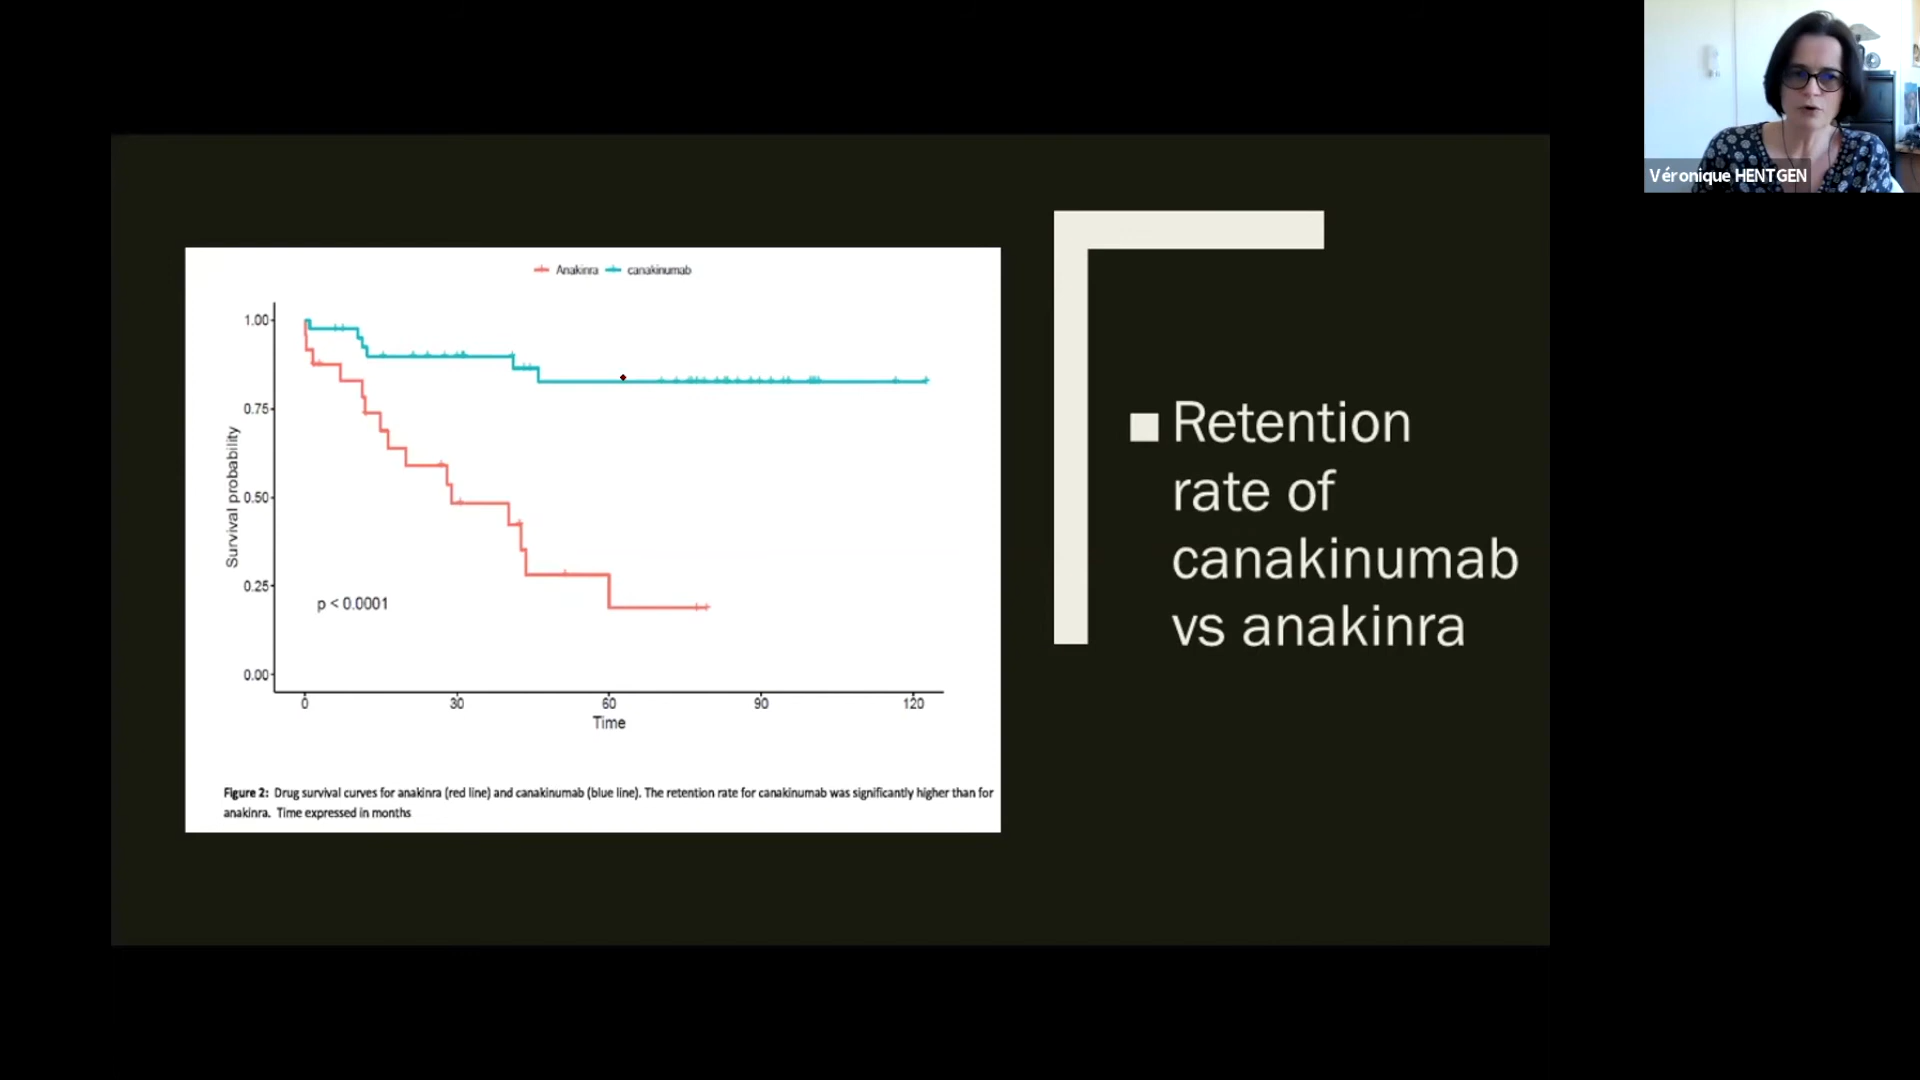 Véronique HENTGEN
Anakinra canakinumab
1.00
0.75
0.50
0.25
0.00
Survival probability
p < 0.0001
0 30 60 90 120
Time
Figure 2: Drug survival curves for anakinra (red line) and canakinumab (blue line). The retention rate for canakinumab was significantly higher than for
anakinra. Time expressed in months
Retention
rate of
canakinumab
vs anakinra